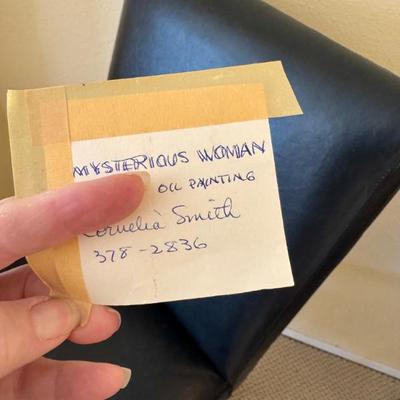 MYSTERIOUS WOMAN
OIL PAINTING
Cornelia Smith
378-2836